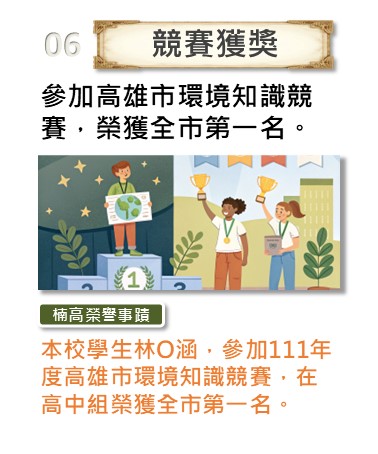 06
競賽獲獎
參加高雄市環境知識競
賽，榮獲全市第一名。
2
1
3
楠高榮譽事蹟
本校學生林O涵，參加111年
度高雄市環境知識競賽，在
高中組榮獲全市第一名。